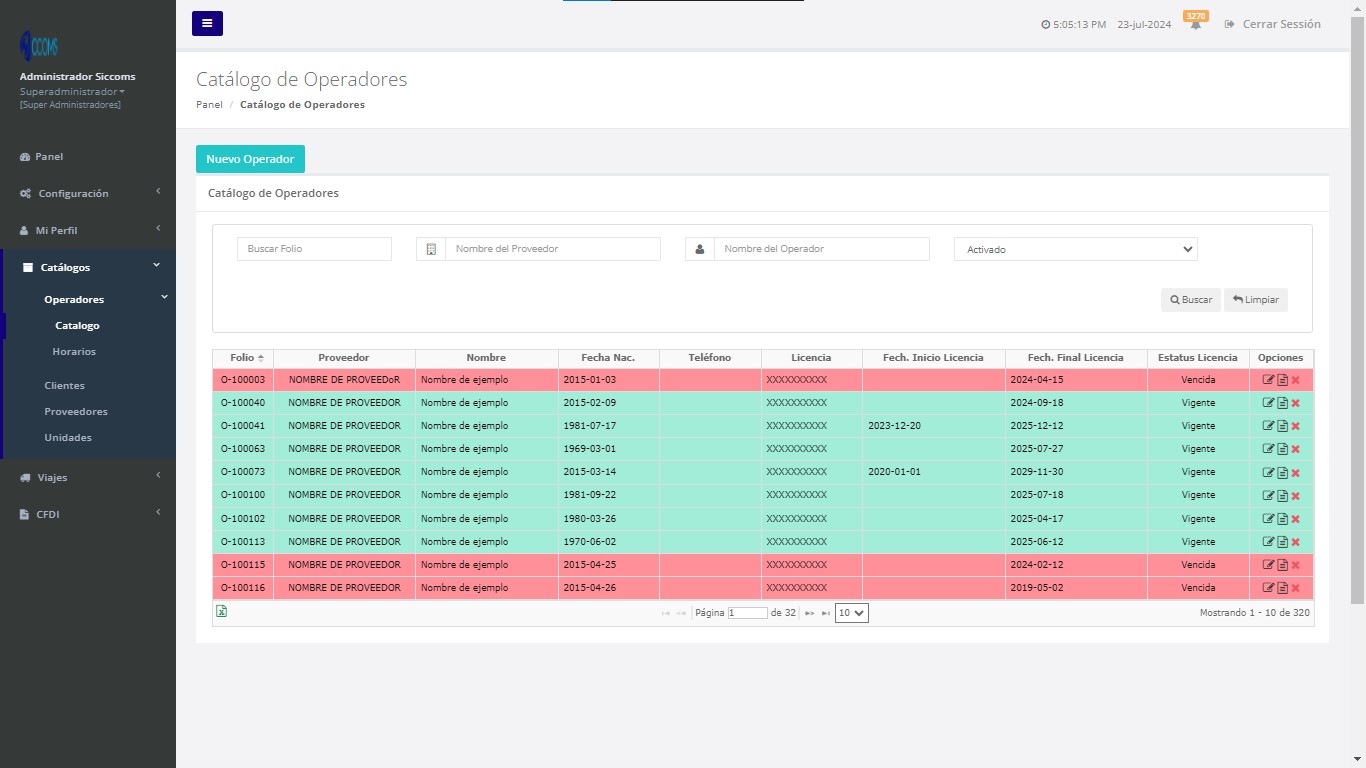 CCOMS
Administrador Siccoms
Superadministrador
[Super Administradores]
Panel
Configuración
Mi Perfil
Catálogos
Operadores
Catalogo
Horarios
Clientes
Proveedores
Unidades
Viajes
CFDI
5:05:13 PM 23-jul-2024 3270 Cerrar Sessión
Catálogo de Operadores
Panel / Catálogo de Operadores
Nuevo Operador
Catálogo de Operadores
Buscar Folio Nombre del Proveedor Nombre del Operador Activado
Buscar Limpiar
Folio Proveedor Nombre Fecha Nac. Teléfono Licencia Fech. Inicio Licencia Fech. Final Licencia Estatus Licencia Opciones
O-100003 NOMBRE DE PROVEEDoR Nombre de ejemplo 2015-01-03 XXXXXXXXXX 2024-04-15 Vencida
O-100040 NOMBRE DE PROVEEDOR Nombre de ejemplo 2015-02-09 XXXXXXXXXX 2024-09-18 Vigente
O-100041 NOMBRE DE PROVEEDOR Nombre de ejemplo 1981-07-17 XXXXXXXXXX 2023-12-20 2025-12-12 Vigente
O-100063 NOMBRE DE PROVEEDOR Nombre de ejemplo 1969-03-01 XXXXXXXXXX 2025-07-27 Vigente
O-100073 NOMBRE DE PROVEEDOR Nombre de ejemplo 2015-03-14 XXXXXXXXXX 2020-01-01 2029-11-30 Vigente
O-100100 NOMBRE DE PROVEEDOR Nombre de ejemplo 1981-09-22 XXXXXXXXXX 2025-07-18 Vigente
O-100102 NOMBRE DE PROVEEDOR Nombre de ejemplo 1980-03-26 XXXXXXXXXX 2025-04-17 Vigente
O-100113 NOMBRE DE PROVEEDOR Nombre de ejemplo 1970-06-02 XXXXXXXXXX 2025-06-12 Vigente
O-100115 NOMBRE DE PROVEEDOR Nombre de ejemplo 2015-04-25 XXXXXXXXXX 2024-02-12 Vencida
O-100116 NOMBRE DE PROVEEDOR Nombre de ejemplo 2015-04-26 XXXXXXXXXX 2019-05-02 Vencida
Página 1 de 32 10 Mostrando 1 - 10 de 320